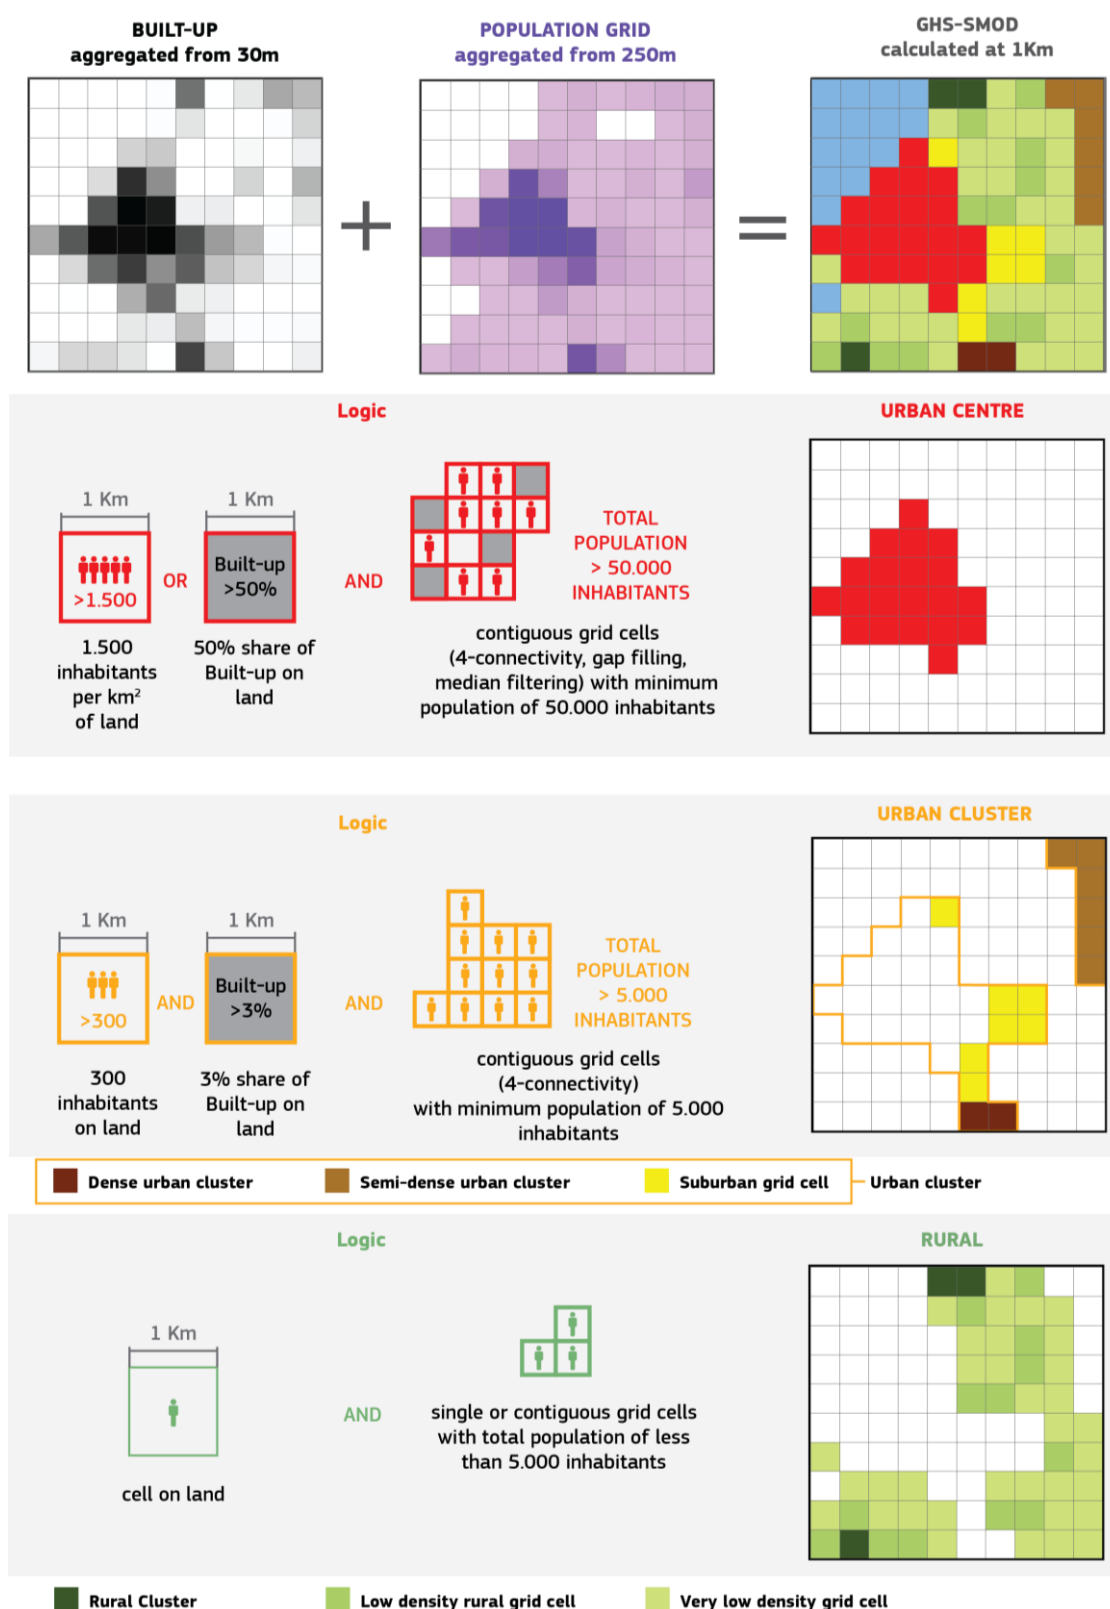 BUILT-UP
aggregated from 30m
POPULATION GRID
aggregated from 250m
GHS-SMOD
calculated at 1Km
Logic
URBAN CENTRE
1 Km
1 Km
>1.500
OR
Built-up
>50%
AND
TOTAL
POPULATION
> 50.000
INHABITANTS
1.500
inhabitants
per km²
of land
50% share of
Built-up on
land
contiguous grid cells
(4-connectivity, gap filling,
median filtering) with minimum
population of 50.000 inhabitants
Logic
URBAN CLUSTER
1 Km
1 Km
>300
AND
Built-up
>3%
AND
TOTAL
POPULATION
> 5.000
INHABITANTS
300
inhabitants
on land
3% share of
Built-up on
land
contiguous grid cells
(4-connectivity)
with minimum population of 5.000
inhabitants
Dense urban cluster
Semi-dense urban cluster
Suburban grid cell
Urban cluster
Logic
RURAL
1 Km
AND
cell on land
single or contiguous grid cells
with total population of less
than 5.000 inhabitants
Rural Cluster
Low density rural grid cell
Very low density grid cell